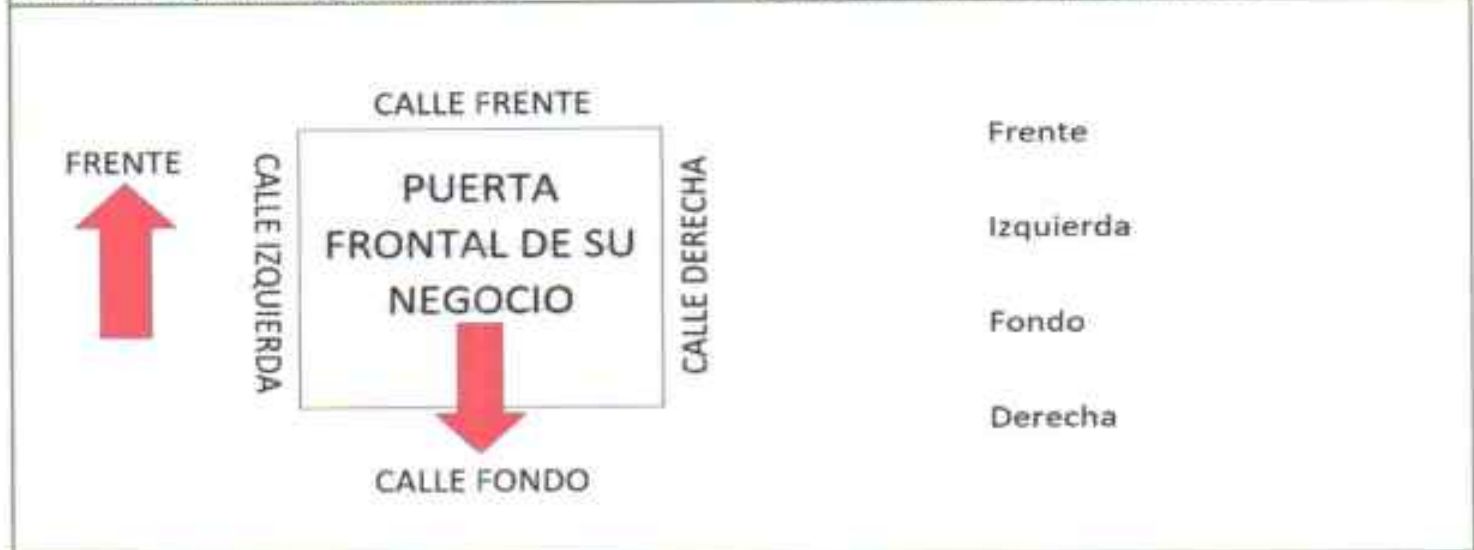 CALLE FRENTE
FRENTE
CALLE IZQUIERDA
PUERTA
FRONTAL DE SU
NEGOCIO
CALLE DERECHA
CALLE FONDO
Frente
Izquierda
Fondo
Derecha